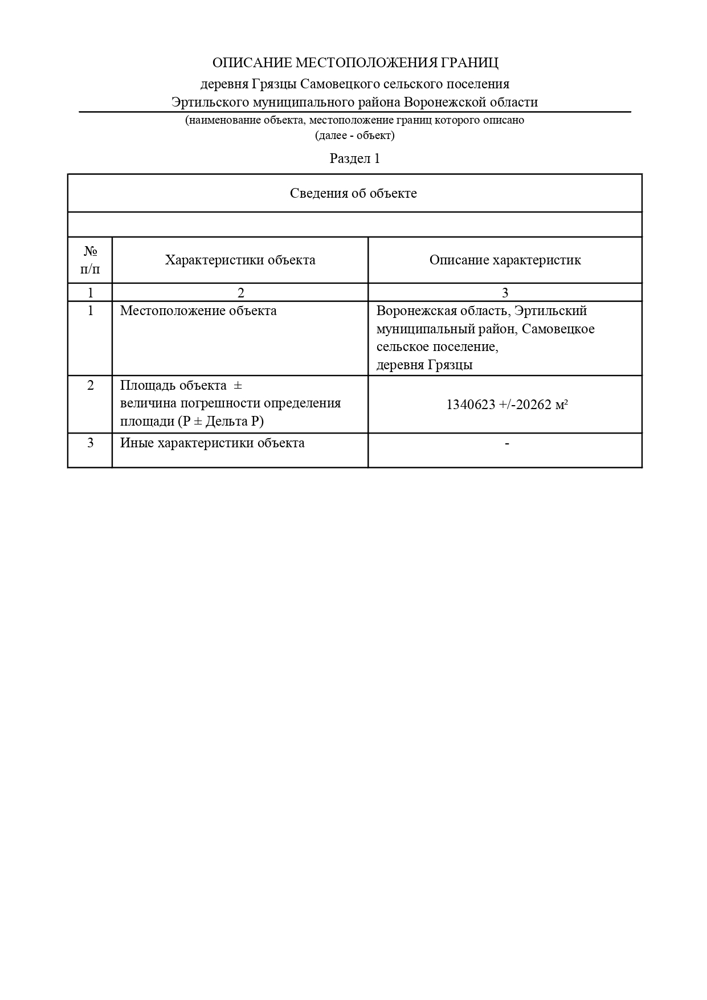 ОПИСАНИЕ МЕСТОПОЛОЖЕНИЯ ГРАНИЦ
деревня Грязцы Самовецкого сельского поселения
Эртильского муниципального района Воронежской области
(наименование объекта, местоположение границ которого описано
(далее - объект)
Раздел 1
Сведения об объекте
№
п/п
Характеристики объекта
Описание характеристик
1
2
3
1
Местоположение объекта
Воронежская область, Эртильский
муниципальный район, Самовецкое
сельское поселение,
деревня Грязцы
2
Площадь объекта ±
величина погрешности определения
площади (P ± Дельта P)
1340623 +/-20262 м²
3
Иные характеристики объекта
-